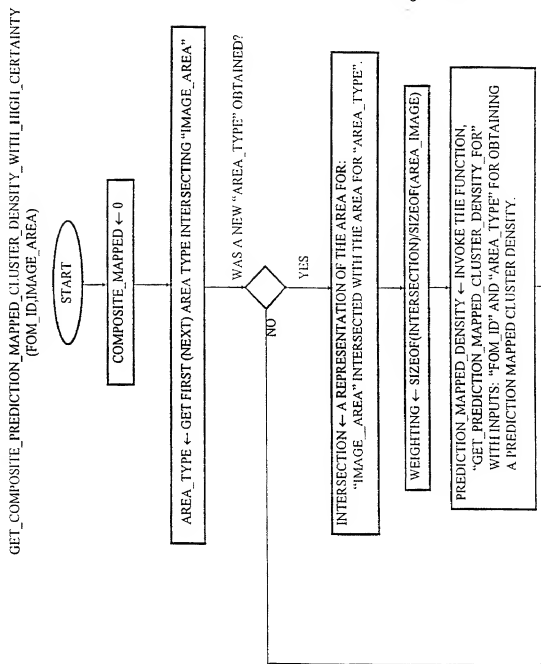 GET_COMPOSITE_PREDICTION_MAPPED_CLUSTER_DENSITY_WITH_HIGH_CERTAINTY
(FOM_ID,IMAGE_AREA)
START
COMPOSITE_MAPPED ← 0
AREA_TYPE ← GET FIRST (NEXT) AREA TYPE INTERSECTING "IMAGE_AREA"
WAS A NEW "AREA_TYPE" OBTAINED?
NO
YES
INTERSECTION ← A REPRESENTATION OF THE AREA FOR:
"IMAGE_AREA" INTERSECTED WITH THE AREA FOR "AREA_TYPE".
WEIGHTING ← SIZEOF(INTERSECTION)/SIZEOF(AREA_IMAGE)
PREDICTION_MAPPED_DENSITY ← INVOKE THE FUNCTION,
"GET_PREDICTION_MAPPED_CLUSTER_DENSITY_FOR"
WITH INPUTS: "FOM_ID" AND "AREA_TYPE" FOR OBTAINING
A PREDICTION MAPPED CLUSTER DENSITY.